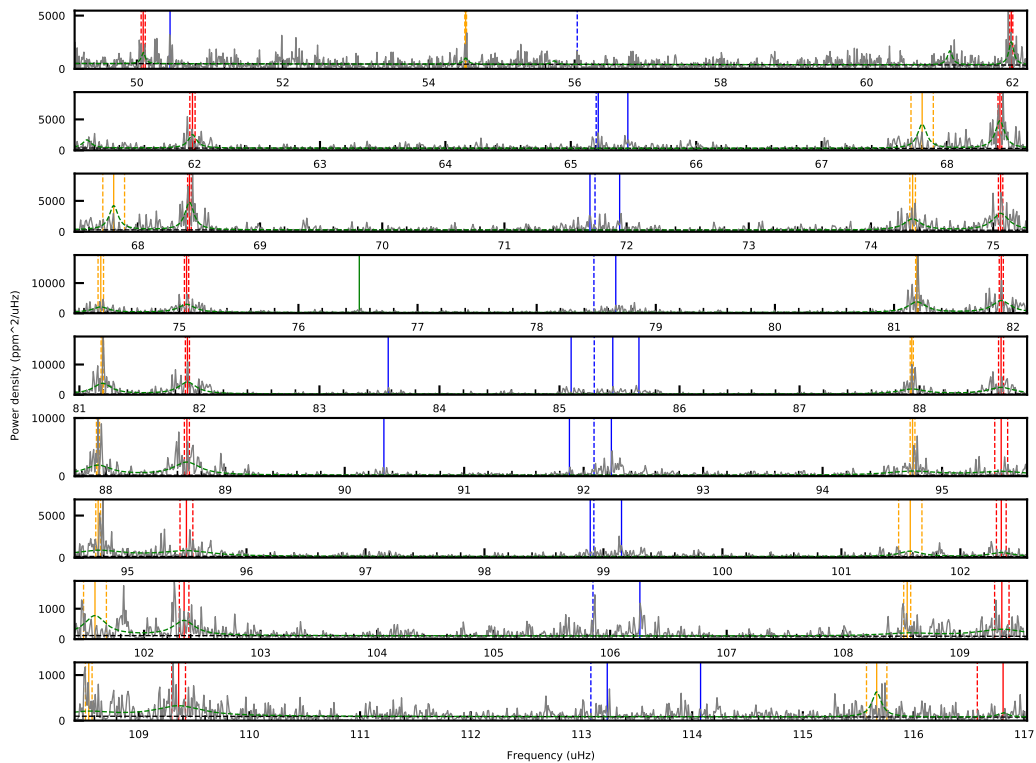 5000
0
50 52 54 56 58 60 62
5000
0
62 63 64 65 66 67 68
5000
0
68 69 70 71 72 73 74 75
10000
0
75 76 77 78 79 80 81 82
10000
0
81 82 83 84 85 86 87 88
10000
5000
0
88 89 90 91 92 93 94 95
5000
0
95 96 97 98 99 100 101 102
1000
0
102 103 104 105 106 107 108 109
1000
0
109 110 111 112 113 114 115 116 117
Power density (ppm^2/uHz)
Frequency (uHz)